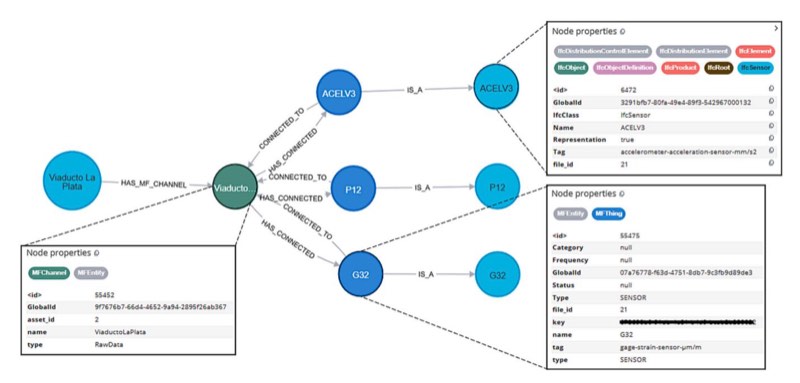 Node properties
IfcDistributionControlElement IfcDistributionElement IfcElement
IfcObject IfcObjectDefinition IfcProduct IfcRoot IfcSensor
<id> 6472
GlobalId 3291bfb7-80fa-49e4-89f3-542967000132
IfcClass IfcSensor
Name ACELV3
Representation true
Tag accelerometer-acceleration-sensor-mm/s2
file_id 21
ACELV3
IS_A
ACELV3
CONNECTED_TO
HAS_CONNECTED
Viaducto La
Plata
HAS_MF_CHANNEL
Viaducto...
CONNECTED_TO
HAS_CONNECTED
P12
IS_A
P12
CONNECTED_TO
HAS_CONNECTED
G32
IS_A
G32
Node properties
MFChannel MFEntity
<id> 55452
GlobalId 9f7676b7-66d4-4652-9a94-2895f26ab367
asset_id 2
name ViaductoLaPlata
type RawData
Node properties
MFEntity MFThing
<id> 55475
Category null
Frequency null
GlobalId 07a76778-f63d-4751-8db7-9c3fb9d89de3
Status null
Type SENSOR
file_id 21
key
name G32
tag gage-strain-sensor-µm/m
type SENSOR